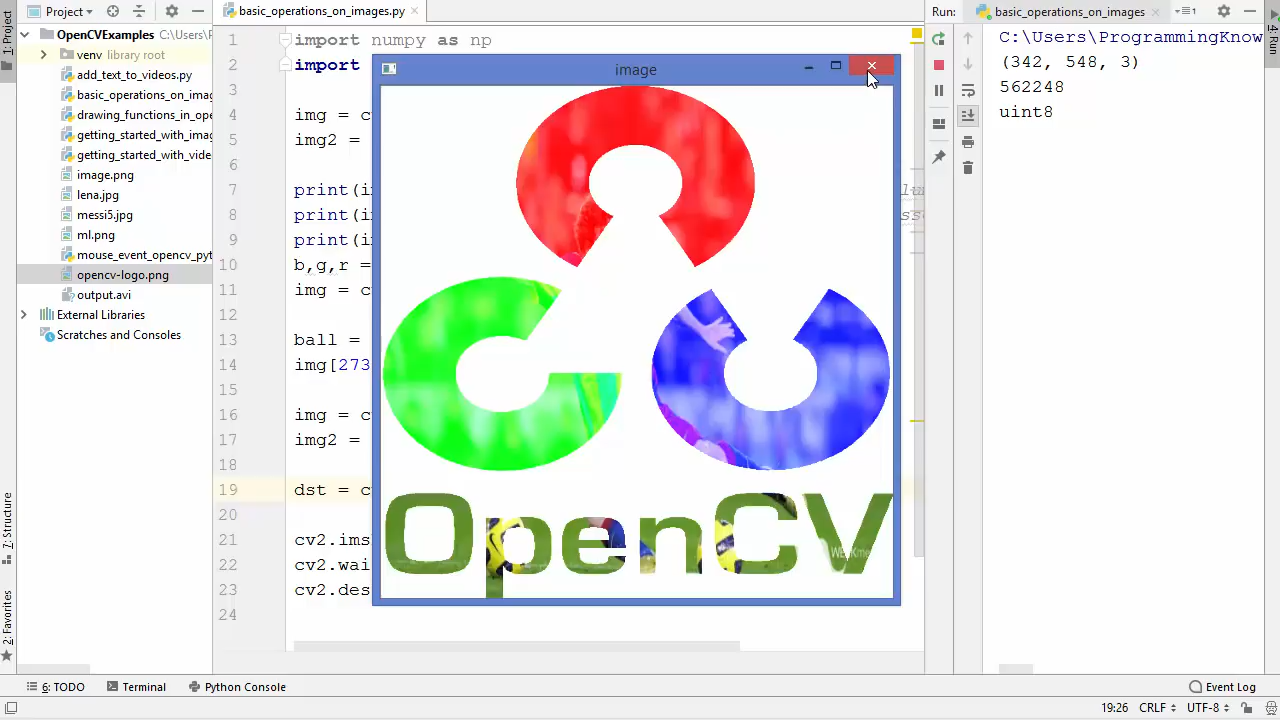 Project
basic_operations_on_images.py
Run:
basic_operations_on_images
1: Project
OpenCVExamples C:\Users\P
venv library root
add_text_to_videos.py
basic_operations_on_imag
drawing_functions_in_ope
getting_started_with_imag
getting_started_with_vide
image.png
lena.jpg
messi5.jpg
ml.png
mouse_event_opencv_pyt
opencv-logo.png
output.avi
External Libraries
Scratches and Consoles
7: Structure
2: Favorites
1 import numpy as np
2 import
3
4 img = c
5 img2 =
6
7 print(i
8 print(i
9 print(i
10 b,g,r =
11 img = c
12
13 ball =
14 img[273
15
16 img = c
17 img2 =
18
19 dst = c
20
21 cv2.ims
22 cv2.wai
23 cv2.des
24
image
OpenCV
C:\Users\ProgrammingKnow
(342, 548, 3)
562248
uint8
4: Run
6: TODO
Terminal
Python Console
Event Log
19:26 CRLF UTF-8